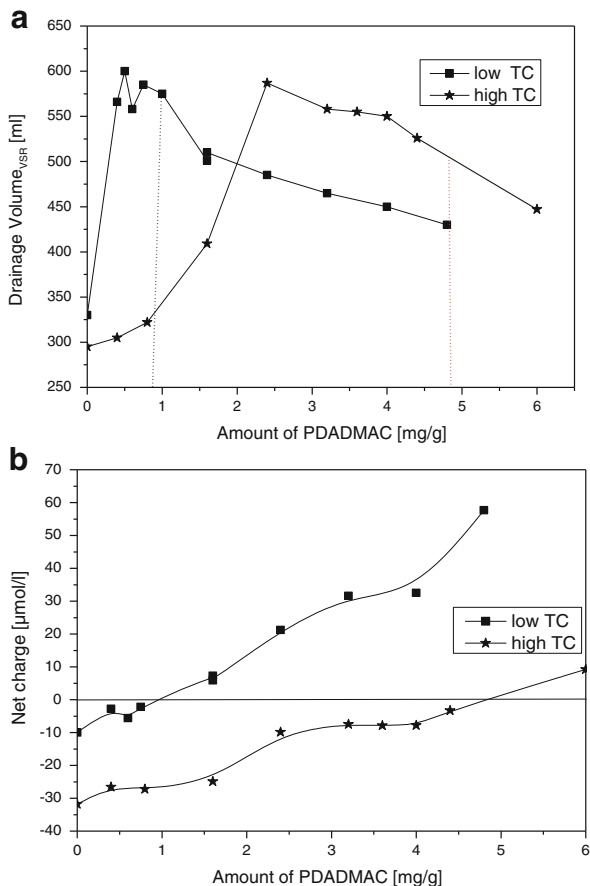 a
650
600
550
500
450
400
350
300
250
Drainage Volume_VSR [ml]
low TC
high TC
0 1 2 3 4 5 6
Amount of PDADMAC [mg/g]
b
70
60
50
40
30
20
10
0
-10
-20
-30
-40
Net charge [µmol/l]
low TC
high TC
0 1 2 3 4 5 6
Amount of PDADMAC [mg/g]